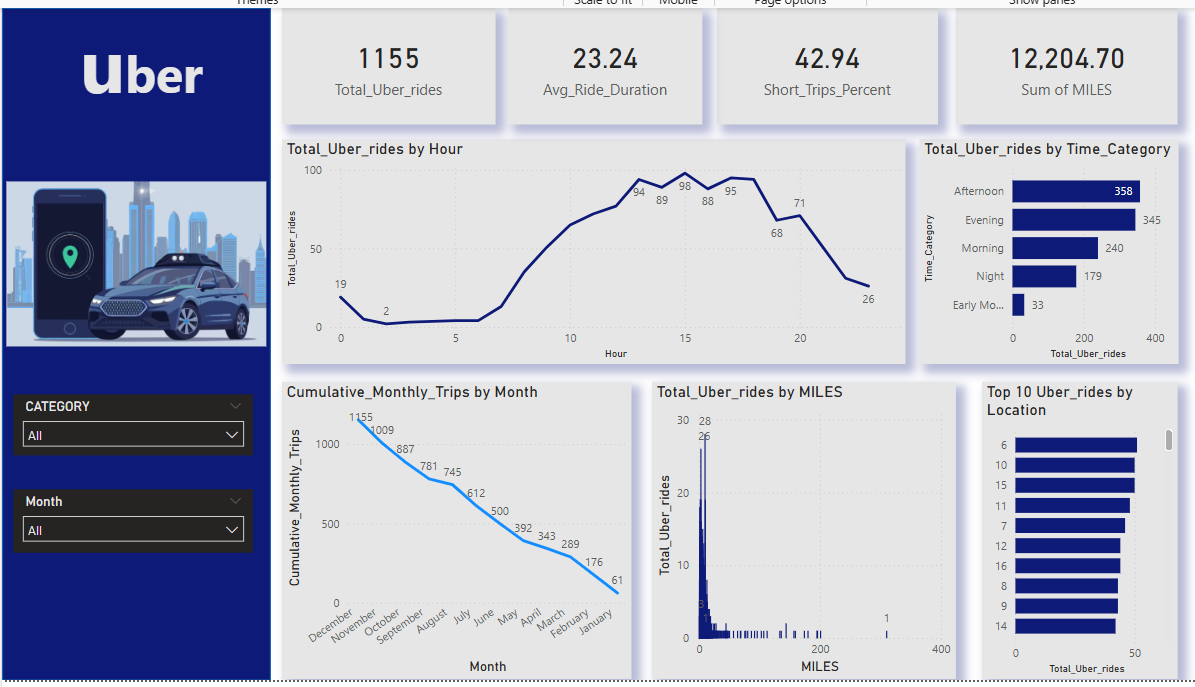 Themes Scale to fit Mobile Page options Show panes
Uber
1155
Total_Uber_rides
23.24
Avg_Ride_Duration
42.94
Short_Trips_Percent
12,204.70
Sum of MILES
Total_Uber_rides by Hour
Total_Uber_rides
100
50
0
19
2
94
89
98
88
95
68
71
26
0 5 10 15 20
Hour
Total_Uber_rides by Time_Category
Time_Category
Afternoon 358
Evening 345
Morning 240
Night 179
Early Mo... 33
0 200 400
Total_Uber_rides
CATEGORY
All
Month
All
Cumulative_Monthly_Trips by Month
Cumulative_Monthly_Trips
1000
500
0
1155
1009
887
781
745
612
500
392
343
289
176
61
December November October September August July June May April March February January
Month
Total_Uber_rides by MILES
Total_Uber_rides
30
20
10
0
28
26
3
1
0 200 400
MILES
Top 10 Uber_rides by
Location
6
10
15
11
7
12
16
8
9
14
0 50
Total_Uber_rides